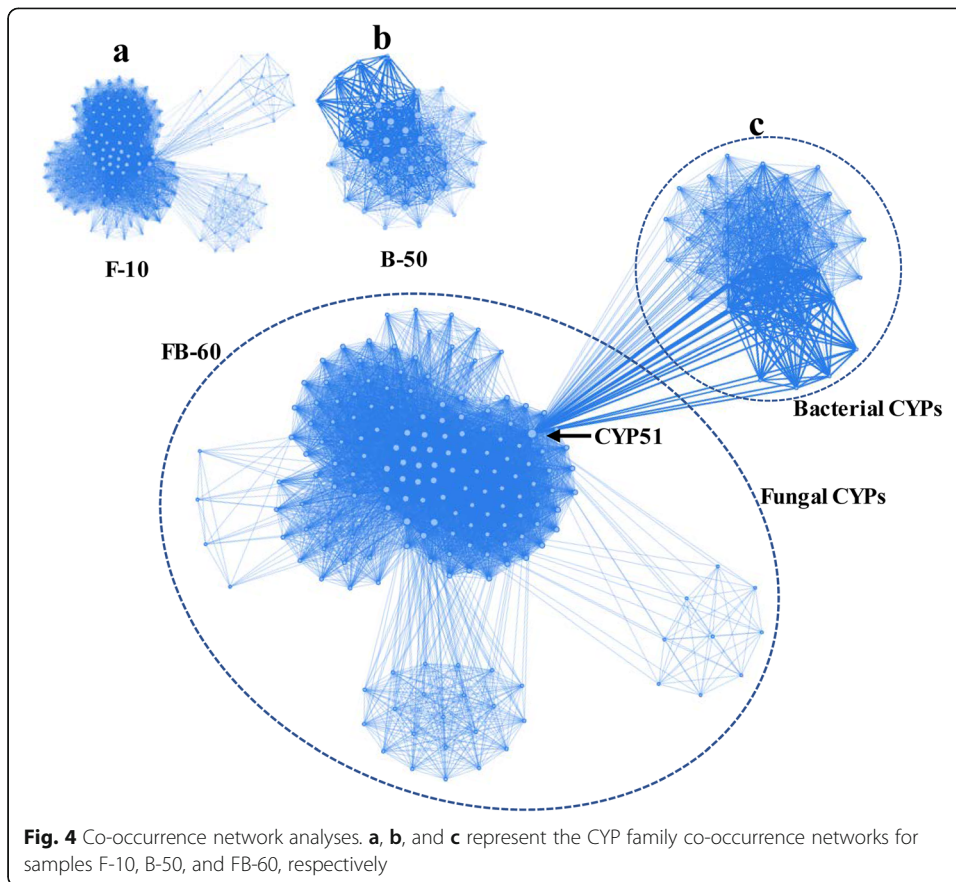 a
b
c
F-10
B-50
FB-60
Bacterial CYPs
CYP51
Fungal CYPs
Fig. 4 Co-occurrence network analyses. a, b, and c represent the CYP family co-occurrence networks for
samples F-10, B-50, and FB-60, respectively